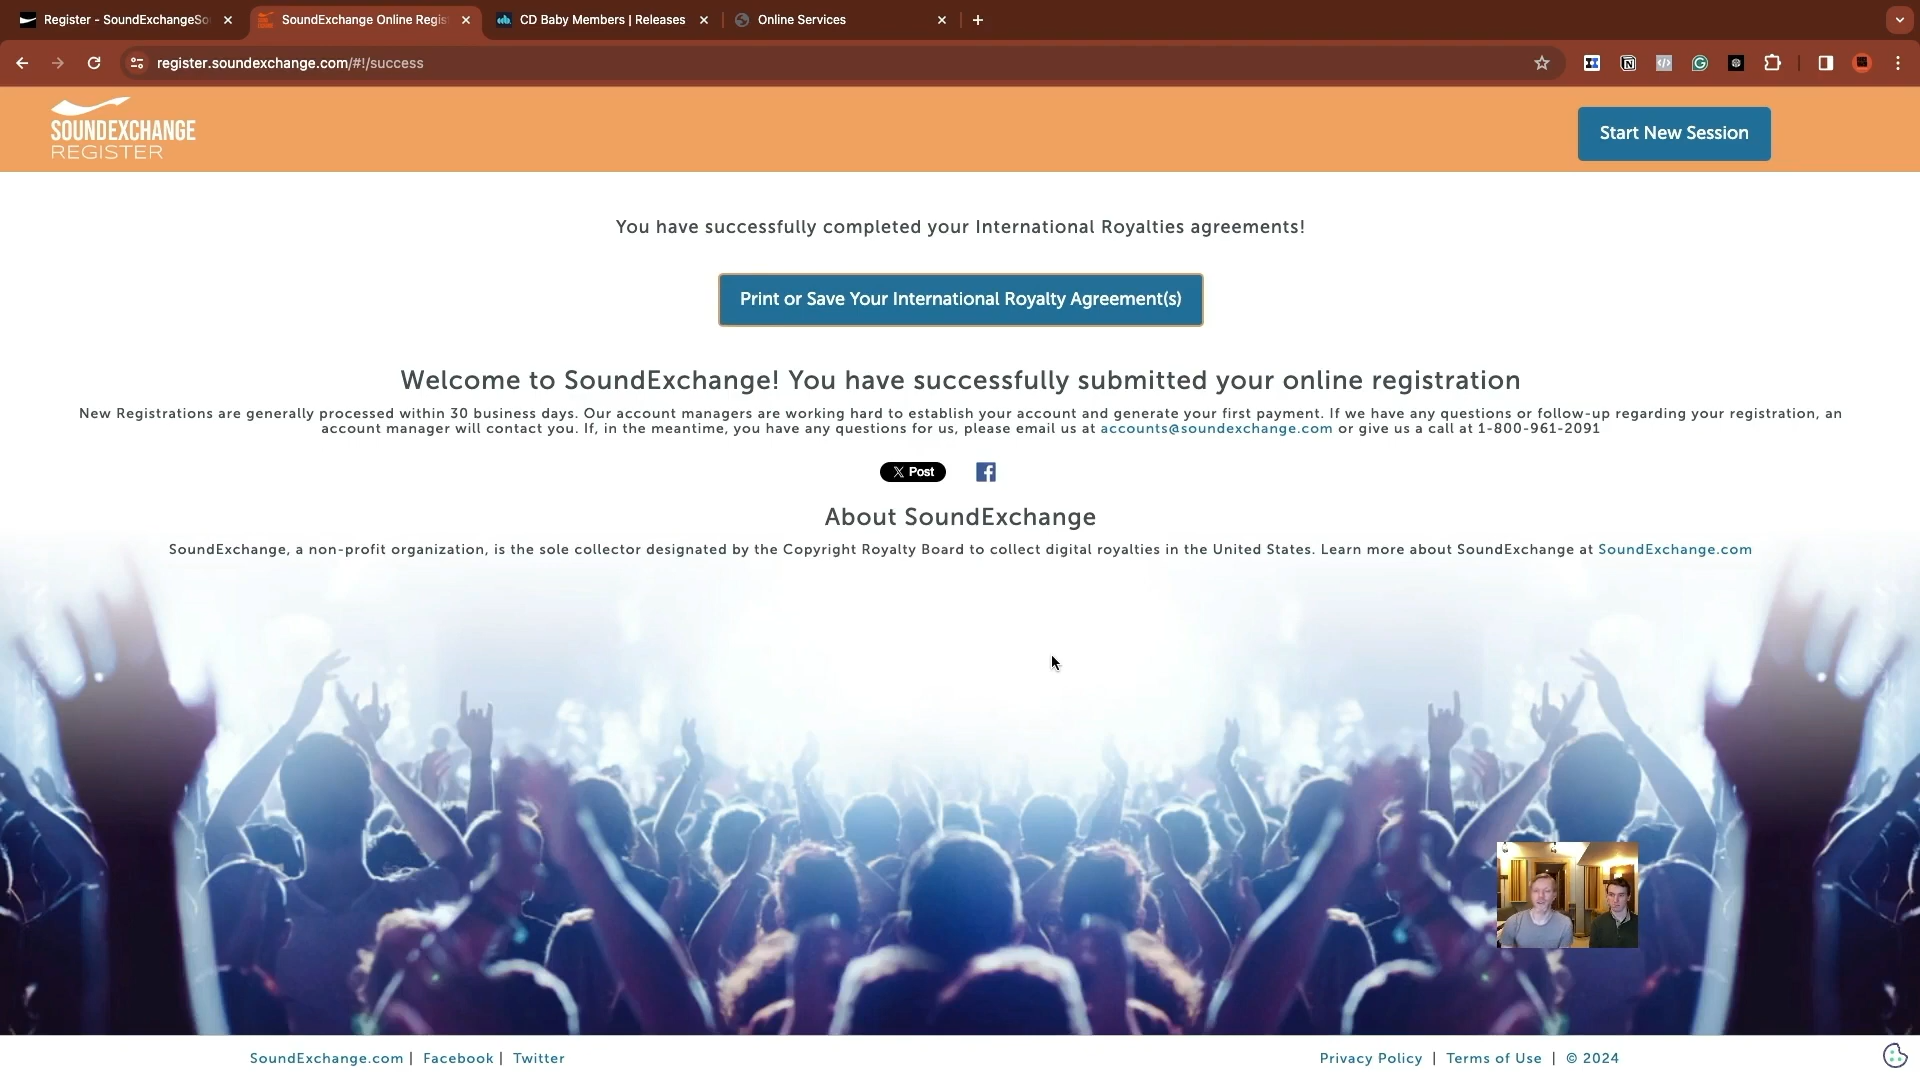 Register - SoundExchangeSo
SoundExchange Online Regis
CD Baby Members | Releases
Online Services
register.soundexchange.com/#!/success
SOUNDEXCHANGE
REGISTER
Start New Session
You have successfully completed your International Royalties agreements!
Print or Save Your International Royalty Agreement(s)
Welcome to SoundExchange! You have successfully submitted your online registration
New Registrations are generally processed within 30 business days. Our account managers are working hard to establish your account and generate your first payment. If we have any questions or follow-up regarding your registration, an
account manager will contact you. If, in the meantime, you have any questions for us, please email us at accounts@soundexchange.com or give us a call at 1-800-961-2091
X Post
About SoundExchange
SoundExchange, a non-profit organization, is the sole collector designated by the Copyright Royalty Board to collect digital royalties in the United States. Learn more about SoundExchange at SoundExchange.com
SoundExchange.com | Facebook | Twitter
Privacy Policy | Terms of Use | © 2024